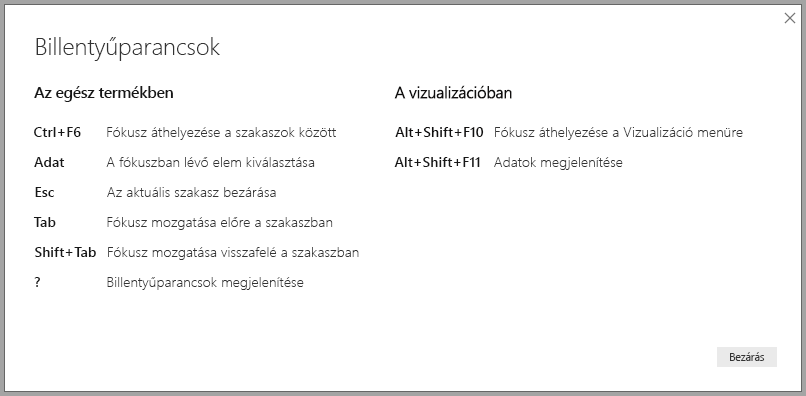 Billentyűparancsok
Az egész termékben
Ctrl+F6 Fókusz áthelyezése a szakaszok között
Adat A fókuszban lévő elem kiválasztása
Esc Az aktuális szakasz bezárása
Tab Fókusz mozgatása előre a szakaszban
Shift+Tab Fókusz mozgatása visszafelé a szakaszban
? Billentyűparancsok megjelenítése
A vizualizációban
Alt+Shift+F10 Fókusz áthelyezése a Vizualizáció menüre
Alt+Shift+F11 Adatok megjelenítése
Bezárás